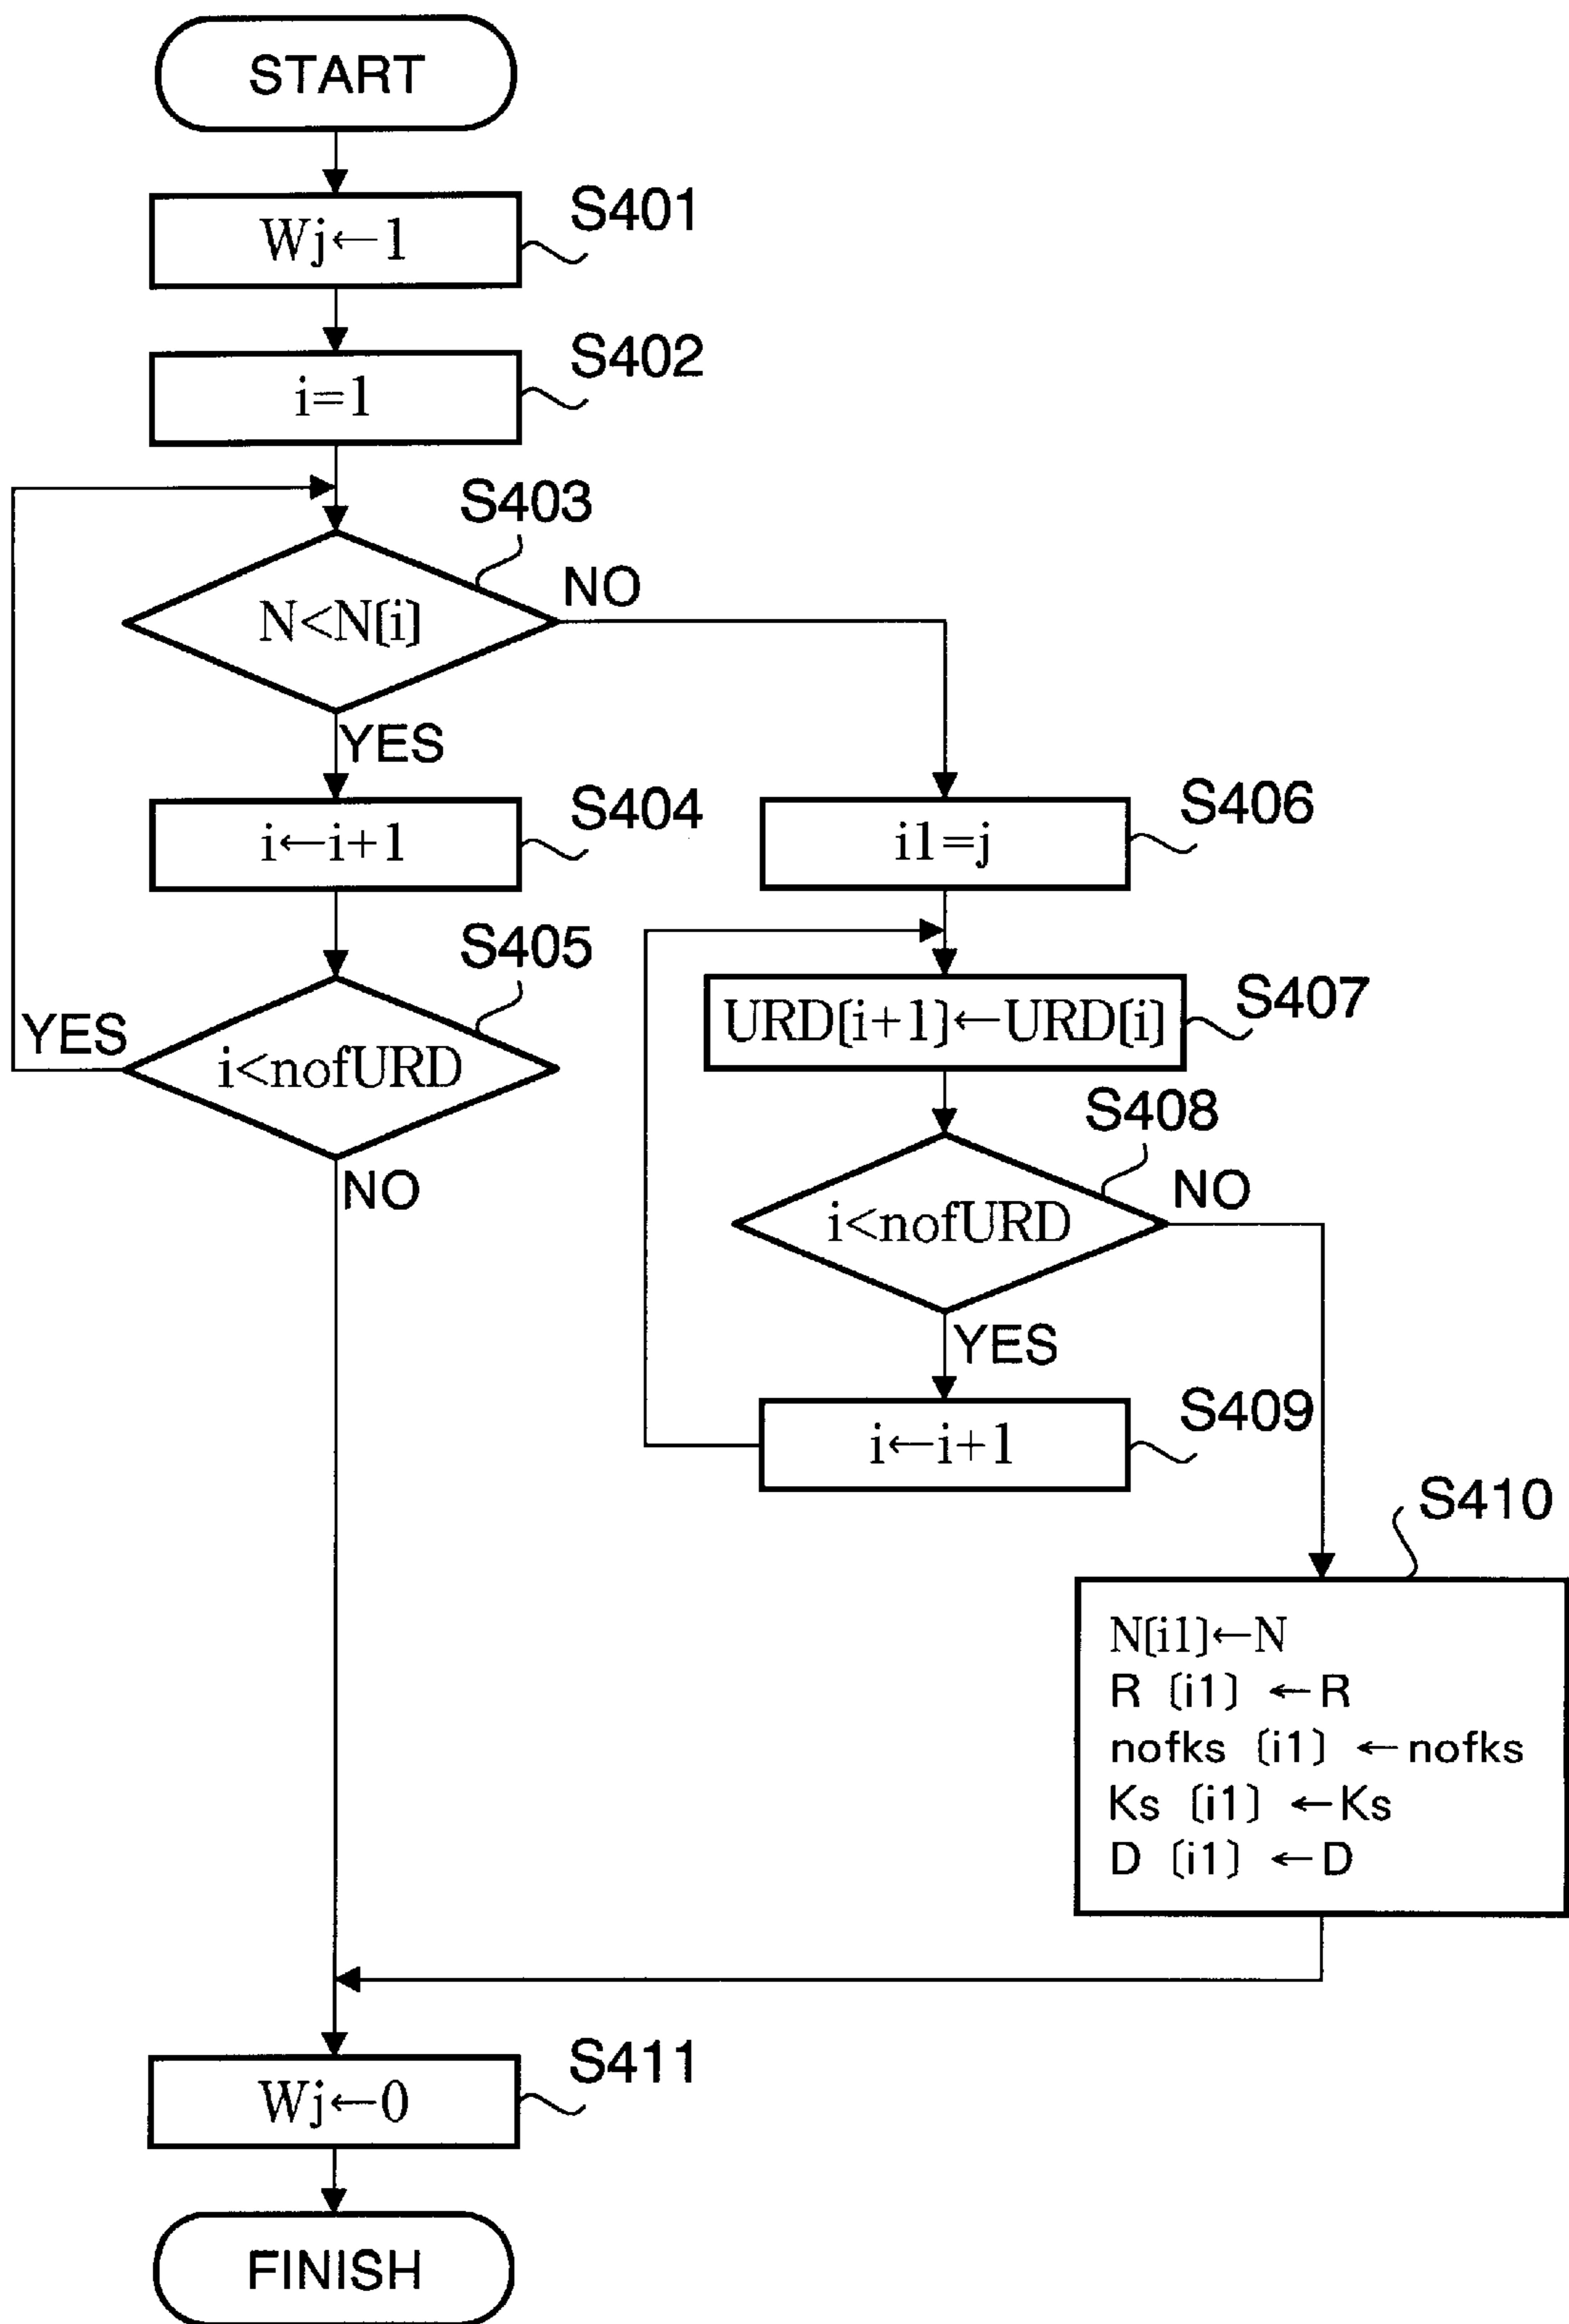 START
S401
Wj←1
S402
i=1
S403
N<N[i]
NO
YES
S404
i←i+1
S406
i1=j
S405
YES
i<nofURD
NO
S407
URD[i+1]←URD[i]
S408
i<nofURD
NO
YES
S409
i←i+1
S410
N[i1]←N
R [i1] ←R
nofks [i1] ←nofks
Ks [i1] ←Ks
D [i1] ←D
S411
Wj←0
FINISH